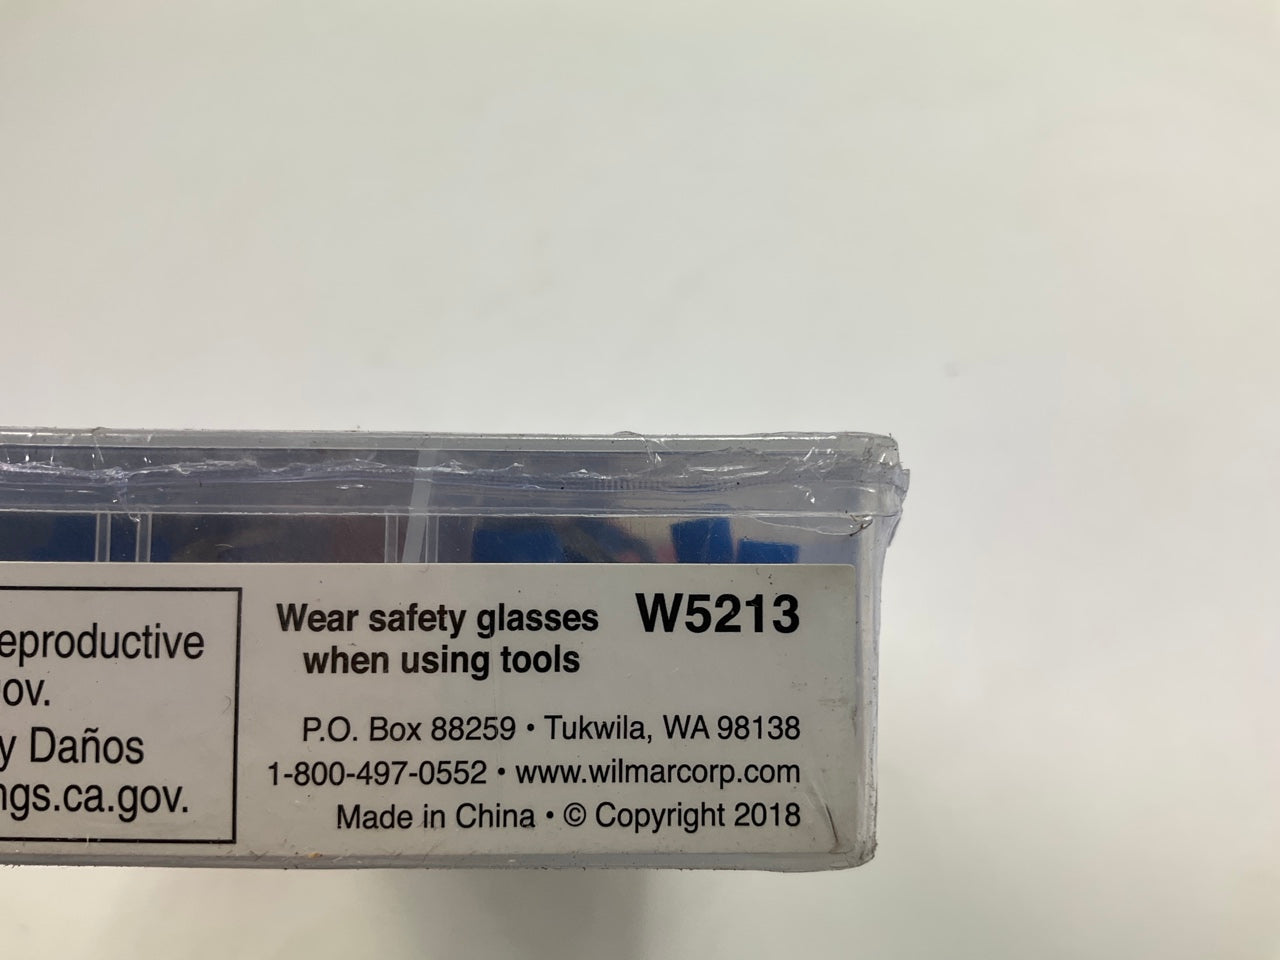 eproductive
ov.
y Daños
ngs.ca.gov.
Wear safety glasses
when using tools
W5213
P.O. Box 88259 • Tukwila, WA 98138
1-800-497-0552 • www.wilmarcorp.com
Made in China • © Copyright 2018